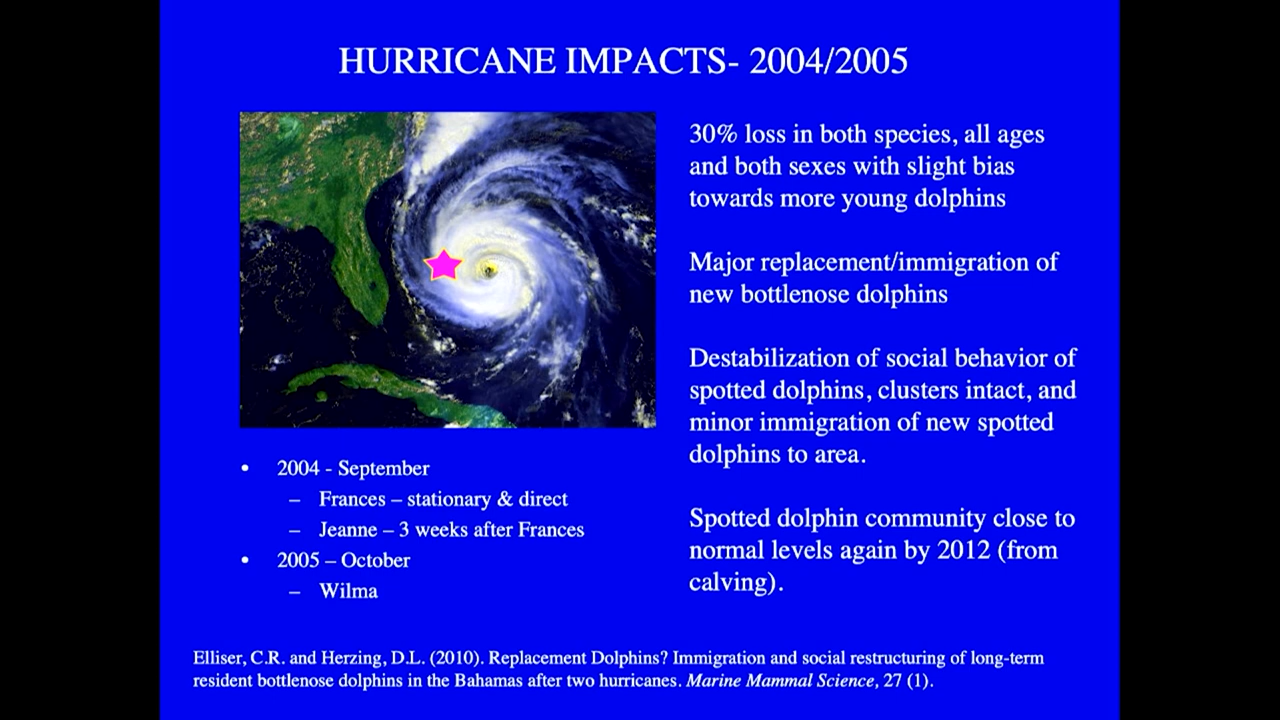 HURRICANE IMPACTS- 2004/2005
30% loss in both species, all ages
and both sexes with slight bias
towards more young dolphins
Major replacement/immigration of
new bottlenose dolphins
Destabilization of social behavior of
spotted dolphins, clusters intact, and
minor immigration of new spotted
dolphins to area.
Spotted dolphin community close to
normal levels again by 2012 (from
calving).
• 2004 - September
– Frances – stationary & direct
– Jeanne – 3 weeks after Frances
• 2005 – October
– Wilma
Elliser, C.R. and Herzing, D.L. (2010). Replacement Dolphins? Immigration and social restructuring of long-term
resident bottlenose dolphins in the Bahamas after two hurricanes. Marine Mammal Science, 27 (1).